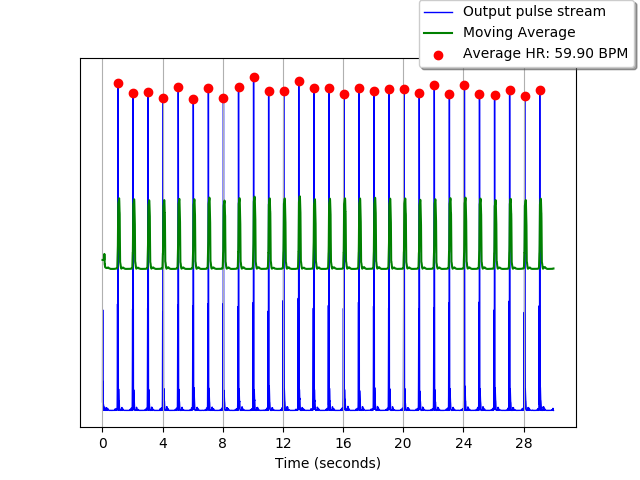 Output pulse stream
Moving Average
Average HR: 59.90 BPM
0 4 8 12 16 20 24 28
Time (seconds)